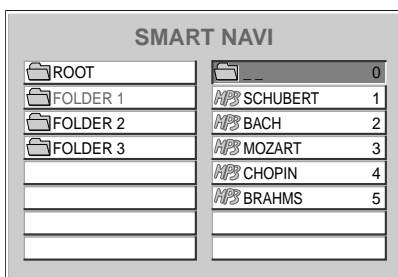 SMART NAVI
ROOT
FOLDER 1
FOLDER 2
FOLDER 3
_ _ 0
MP3 SCHUBERT 1
MP3 BACH 2
MP3 MOZART 3
MP3 CHOPIN 4
MP3 BRAHMS 5